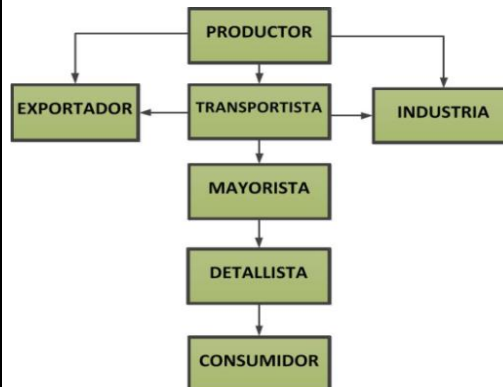 PRODUCTOR
EXPORTADOR
TRANSPORTISTA
INDUSTRIA
MAYORISTA
DETALLISTA
CONSUMIDOR